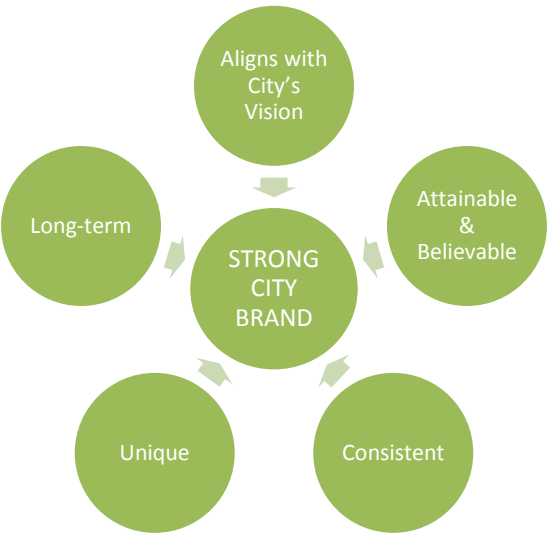 Aligns with
City's
Vision
Attainable
&
Believable
Long-term
STRONG
CITY
BRAND
Unique
Consistent